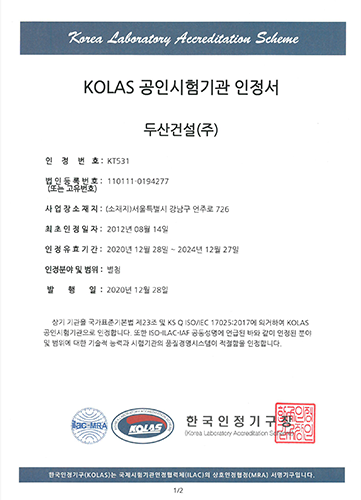 Korea Laboratory Accreditation Scheme
KOLAS 공인시험기관 인정서
두산건설(주)
인 정 번 호 : KT531
법인등록번호 : 110111-0194277
(또는 고유번호)
사업장소재지 : (소재지)서울특별시 강남구 언주로 726
최초인정일자 : 2012년 08월 14일
인정유효기간 : 2020년 12월 28일 ~ 2024년 12월 27일
인정분야 및 범위 : 별첨
발 행 일 : 2020년 12월 28일
상기 기관을 국가표준기본법 제23조 및 KS Q ISO/IEC 17025:2017에 의거하여 KOLAS
공인시험기관으로 인정합니다. 또한 ISO-ILAC-IAF 공동성명에 언급된 바와 같이 인정된 분야
및 범위에 대한 기술적 능력과 시험기관의 품질경영시스템이 적절함을 인정합니다.
ilac-MRA
KOLAS
한국인정기구장
(Korea Laboratory Accreditation Scheme)
한국인정기구(KOLAS)는 국제시험기관인정협력체(ILAC)의 상호인정협정(MRA) 서명기구입니다.
1/2